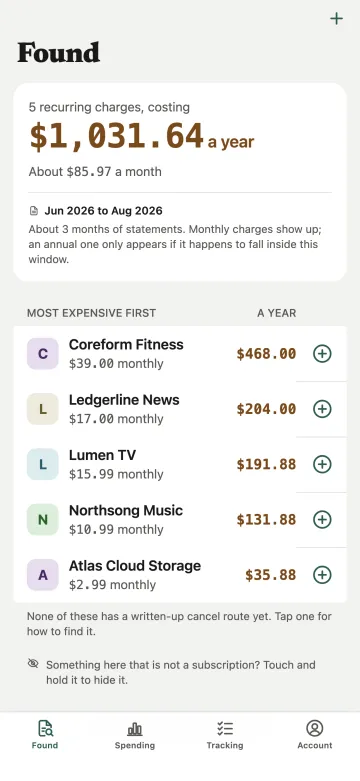 Found
5 recurring charges, costing
$1,031.64 a year
About $85.97 a month
Jun 2026 to Aug 2026
About 3 months of statements. Monthly charges show up;
an annual one only appears if it happens to fall inside this
window.
MOST EXPENSIVE FIRST A YEAR
C Coreform Fitness
$39.00 monthly
$468.00
L Ledgerline News
$17.00 monthly
$204.00
L Lumen TV
$15.99 monthly
$191.88
N Northsong Music
$10.99 monthly
$131.88
A Atlas Cloud Storage
$2.99 monthly
$35.88
None of these has a written-up cancel route yet. Tap one for
how to find it.
Something here that is not a subscription? Touch and
hold it to hide it.
Found Spending Tracking Account